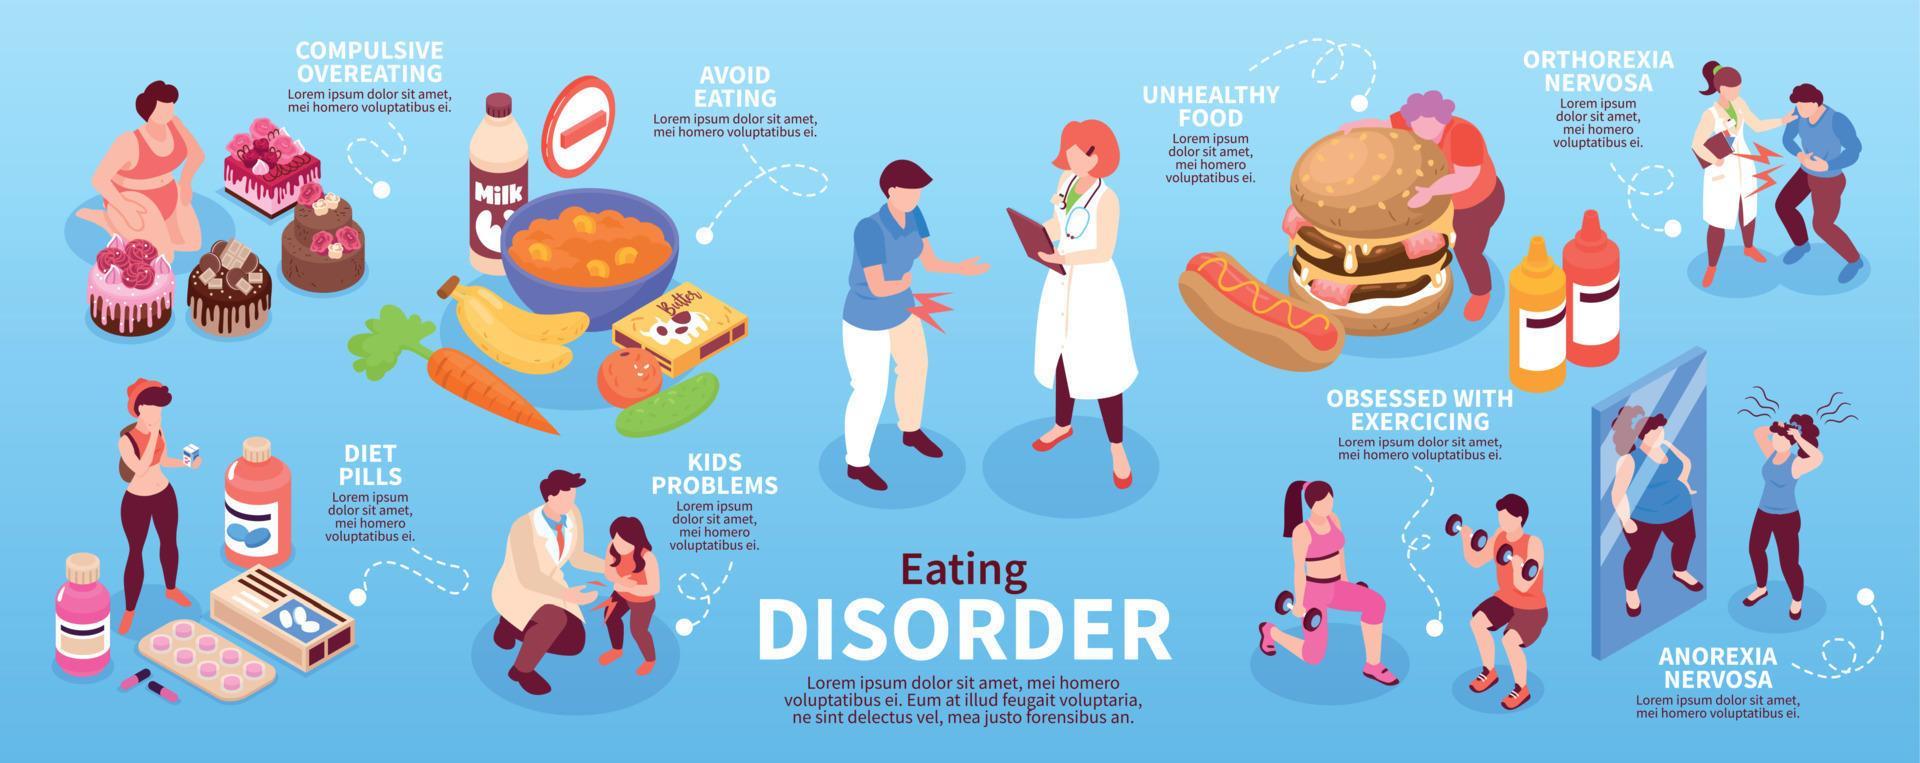 COMPULSIVE
OVEREATING
Lorem ipsum dolor sit amet,
mei homero voluptatibus ei.
Milk
Butter
AVOID
EATING
Lorem ipsum dolor sit amet,
mei homero voluptatibus ei.
UNHEALTHY
FOOD
Lorem ipsum
dolor sit amet,
mei homero
voluptatibus ei.
ORTHOREXIA
NERVOSA
Lorem ipsum
dolor sit amet,
mei homero
voluptatibus ei.
DIET
PILLS
Lorem ipsum
dolor sit amet,
mei homero
voluptatibus ei.
KIDS
PROBLEMS
Lorem ipsum
dolor sit amet,
mei homero
voluptatibus ei.
Eating
DISORDER
Lorem ipsum dolor sit amet, mei homero
voluptatibus ei. Eum at illud feugait voluptaria,
ne sint delectus vel, mea justo forensibus an.
OBSESSED WITH
EXERCICING
Lorem ipsum dolor sit amet,
mei homero voluptatibus ei.
ANOREXIA
NERVOSA
Lorem ipsum dolor sit amet,
mei homero voluptatibus ei.